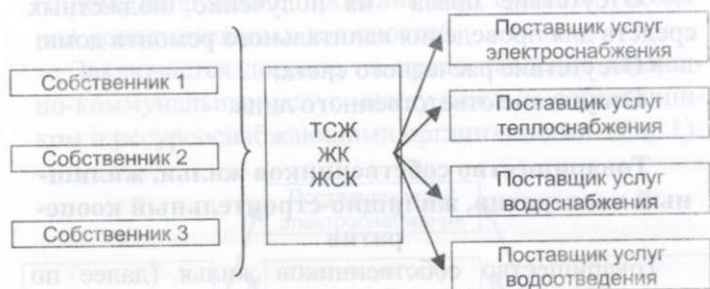 Поставщик услуг
электроснабжения
Собственник 1
Поставщик услуг
теплоснабжения
ТСЖ
ЖК
ЖСК
Собственник 2
Поставщик услуг
водоснабжения
Собственник 3
Поставщик услуг
водоотведения